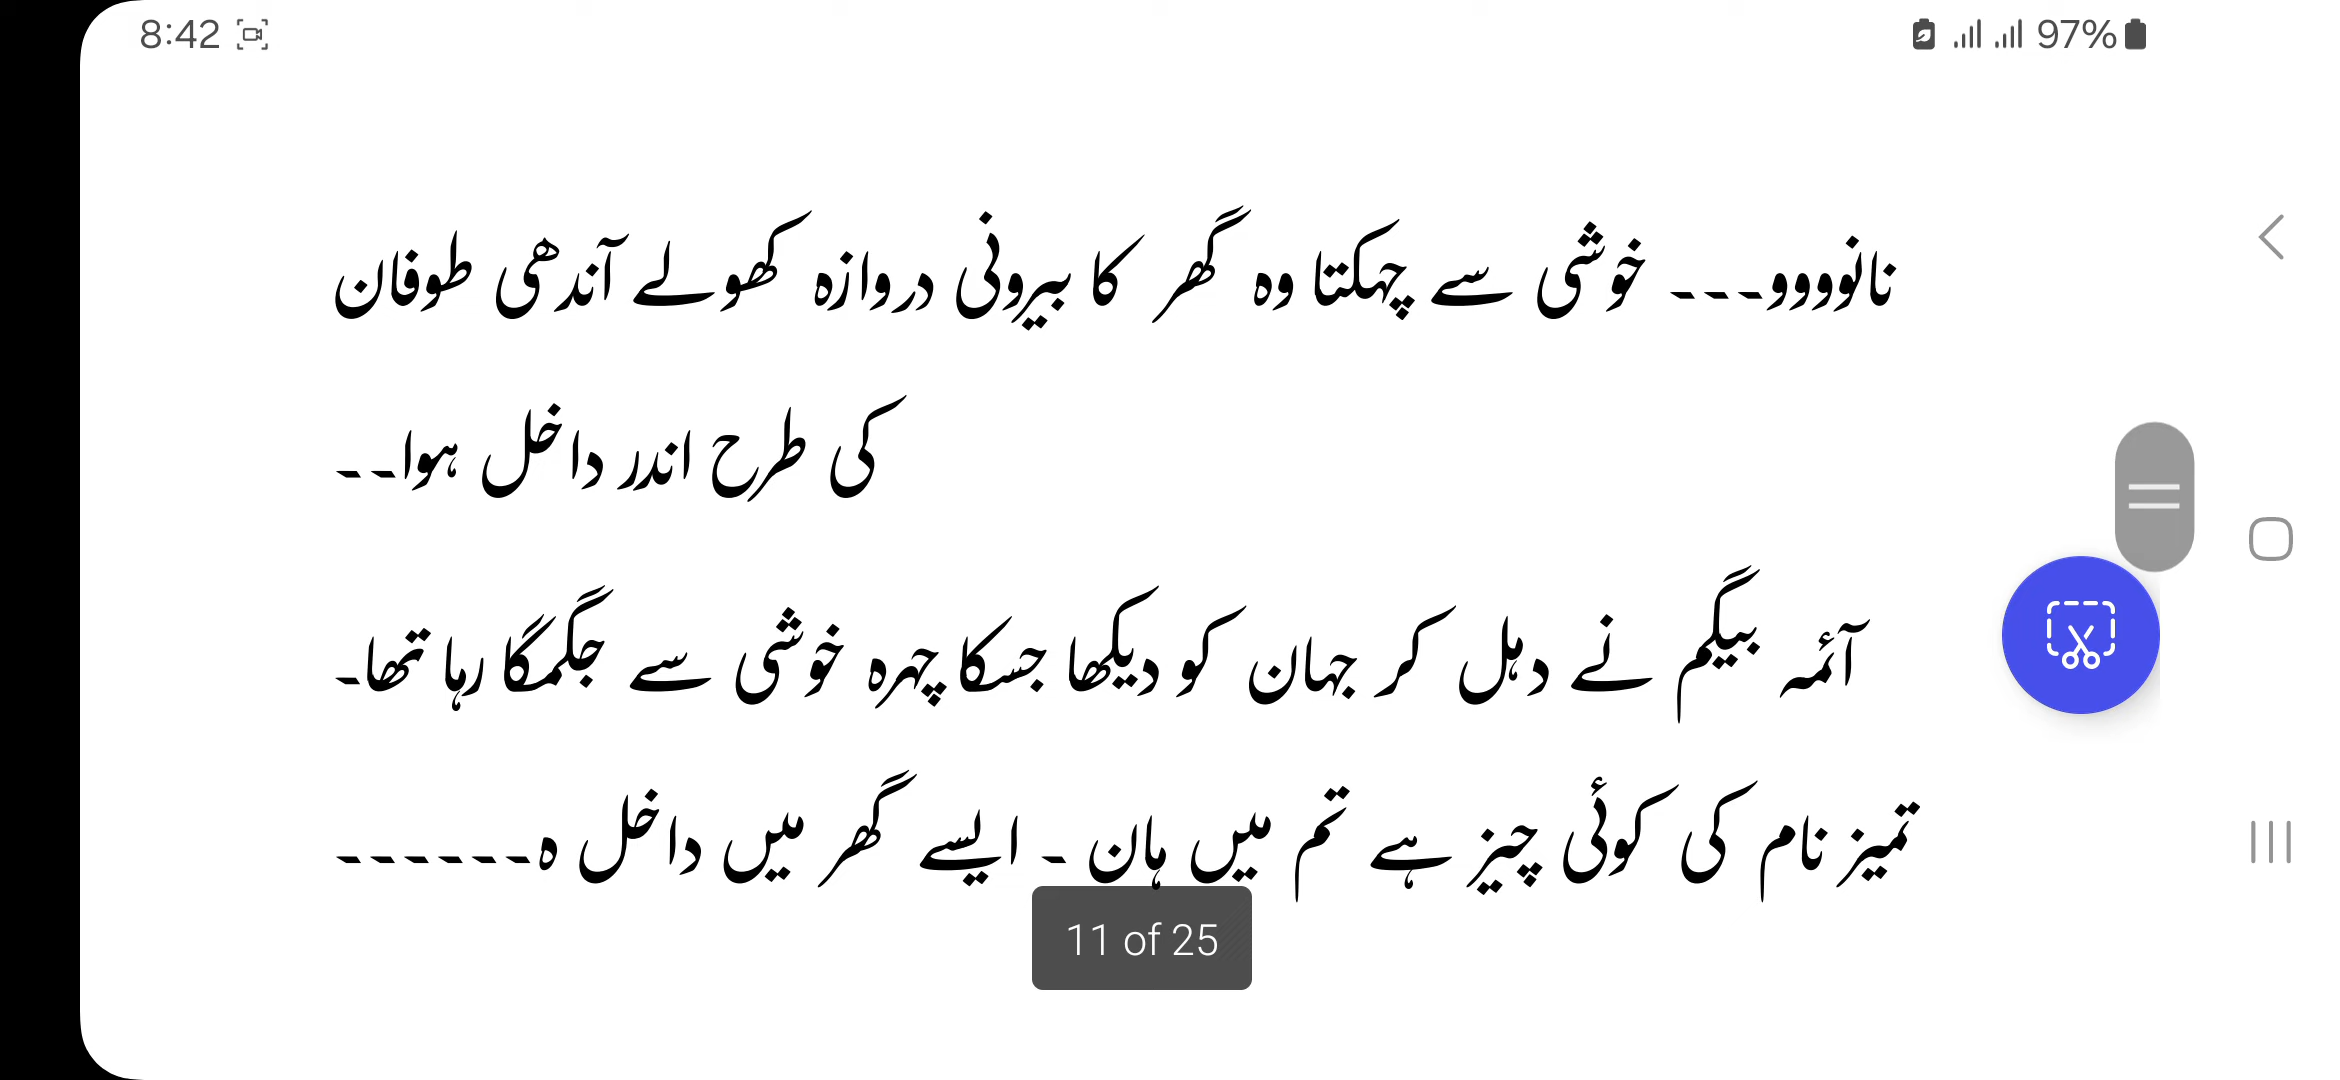 8:42
97%
نانوووو۔۔۔ خوشی سے چہکتا وہ گھر کا بیرونی دروازہ کھولے آندھی طوفان
کی طرح اندر داخل ہوا۔۔
آئمہ بیگم نے دہل کر جہان کو دیکھا جسکا چہرہ خوشی سے جگمگا رہا تھا۔
تمیز نام کی کوئی چیز ہے تم میں ہان ۔ ایسے گھر میں داخل ہ۔۔۔۔۔۔
11 of 25